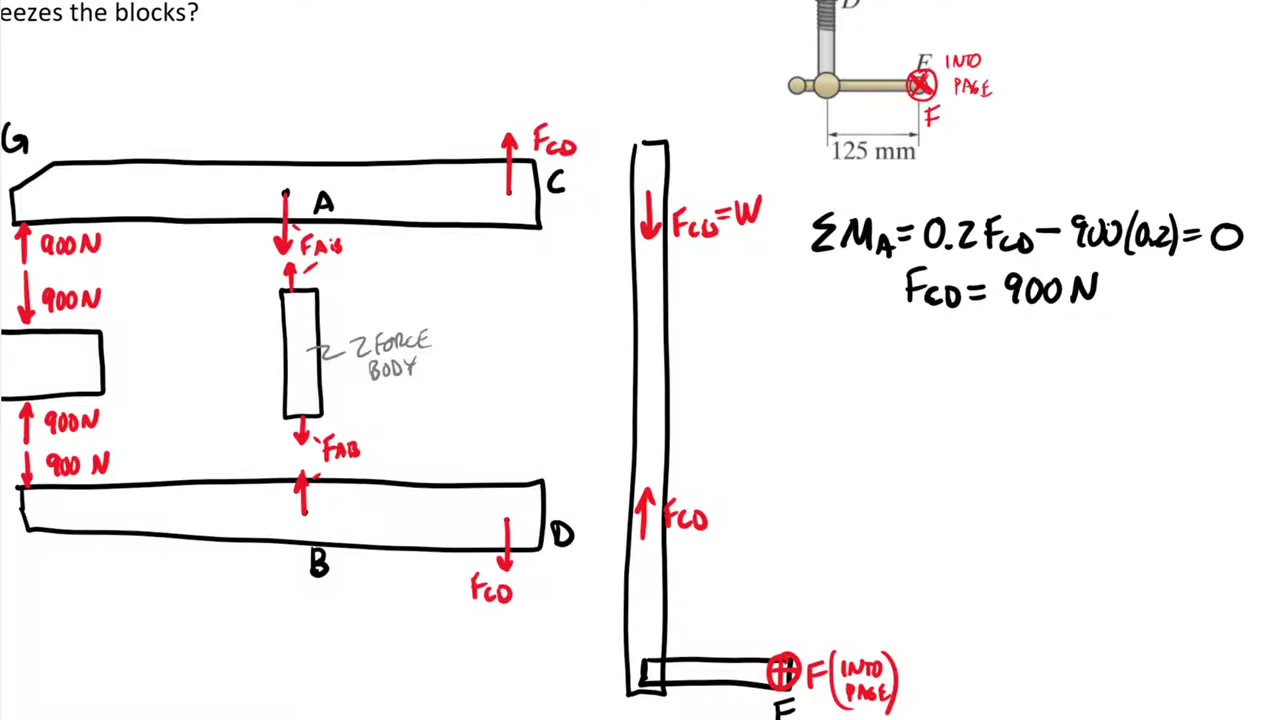 eezes the blocks?
D
E INTO
PAGE
F
125 mm
G
FCD
C
A
FAB
900N
900N
2 FORCE
BODY
900N
900 N
FAB
B
D
FCD
FCD=W
FCD
F(INTO
PAGE)
E
ΣMA=0.2FCD-900(0.2)=0
FCD=900N